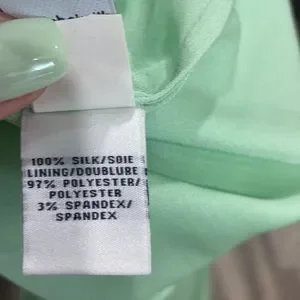 100% SILK/SOIE
LINING/DOUBLURE
97% POLYESTER/
POLYESTER
3% SPANDEX/
SPANDEX